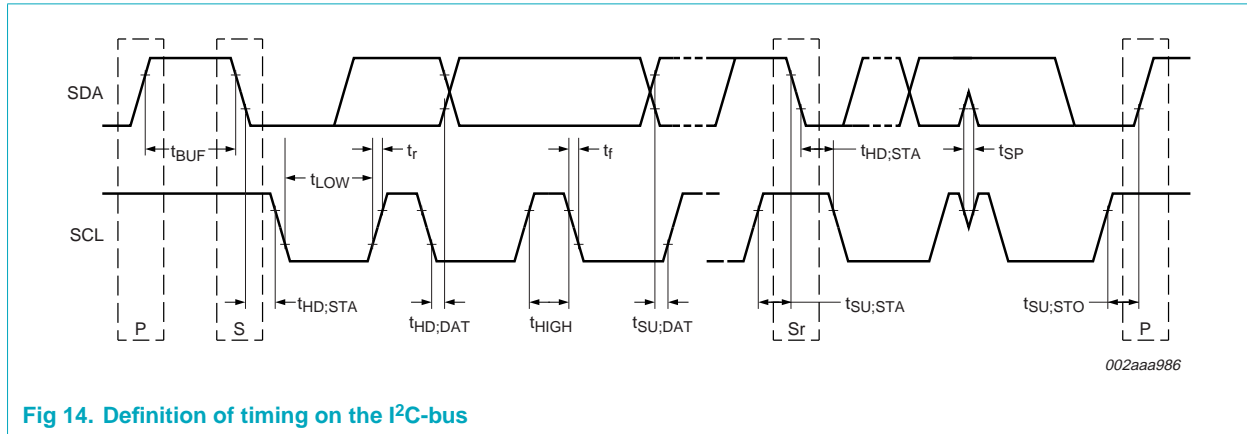 SDA
tBUF
tr
tf
tHD;STA
tSP
tLOW
SCL
tHD;STA
tHD;DAT
tHIGH
tSU;DAT
tSU;STA
tSU;STO
P
S
Sr
P
002aaa986
Fig 14. Definition of timing on the I²C-bus